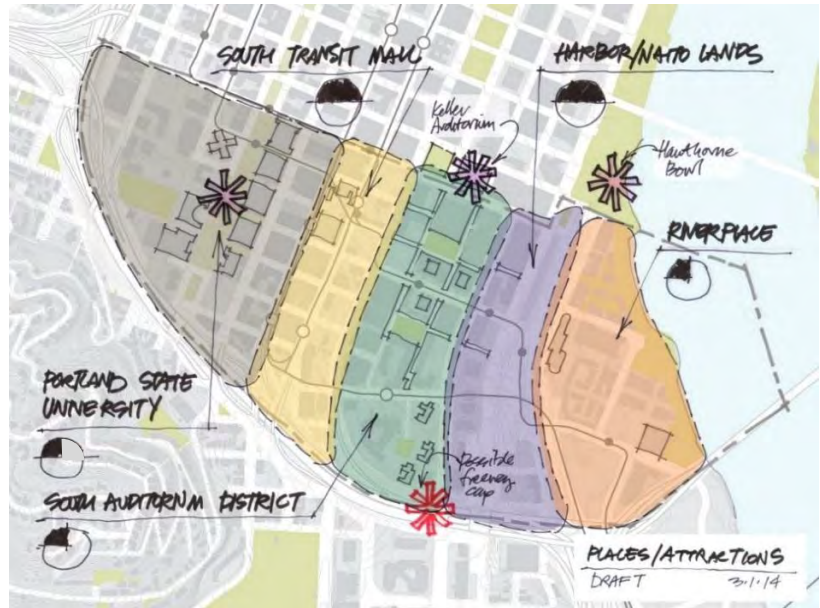 SOUTH TRANSIT MALL
HARBOR/NAITO LANDS
Keller
Auditorium
Hawthorne
Bowl
RIVERPLACE
PORTLAND STATE
UNIVERSITY
SOUTH AUDITORIUM DISTRICT
Possible
freeway
cap
PLACES/ATTRACTIONS
DRAFT 3.1.14